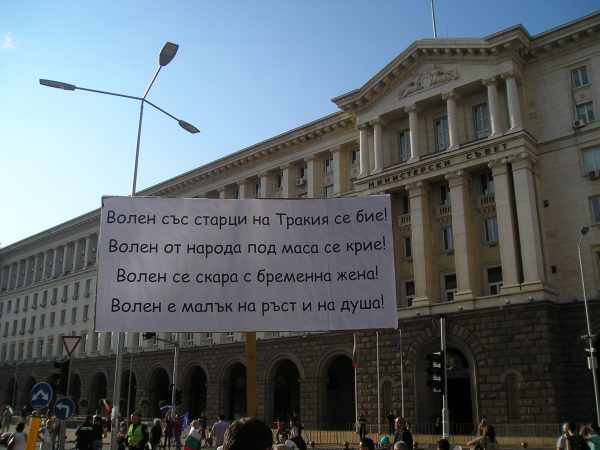 МИНИСТЕРСКИ СЪВЕТ
Волен със старци на Тракия се бие!
Волен от народа под маса се крие!
Волен се скара с бременна жена!
Волен е малък на ръст и на душа!